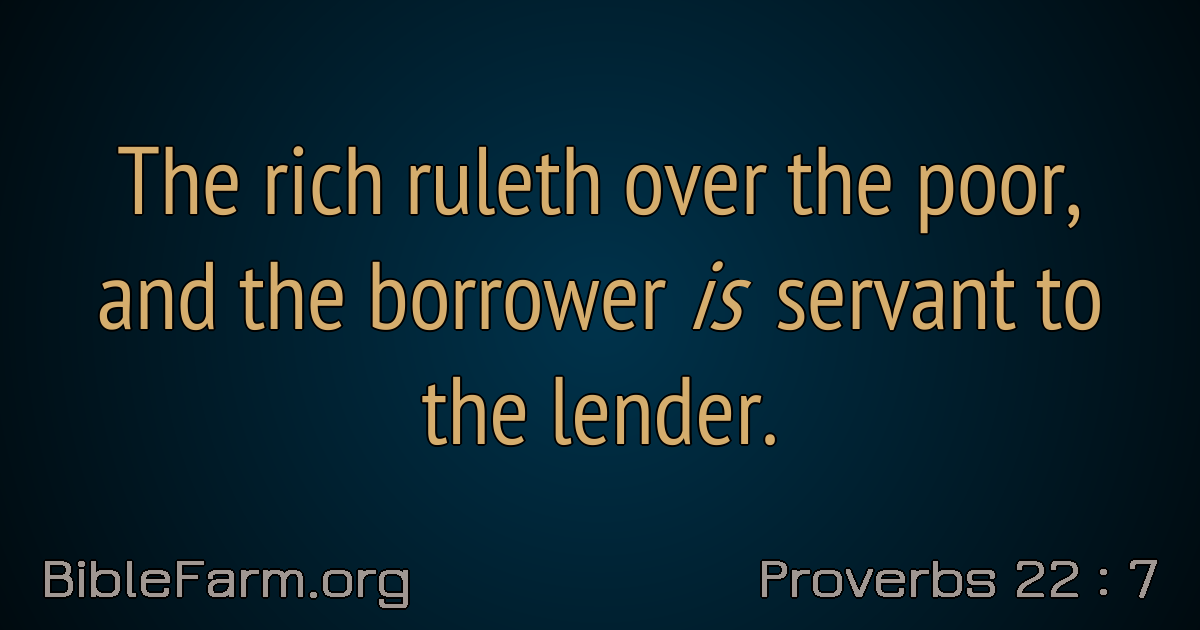 The rich ruleth over the poor,
and the borrower is servant to
the lender.
BibleFarm.org
Proverbs 22 : 7